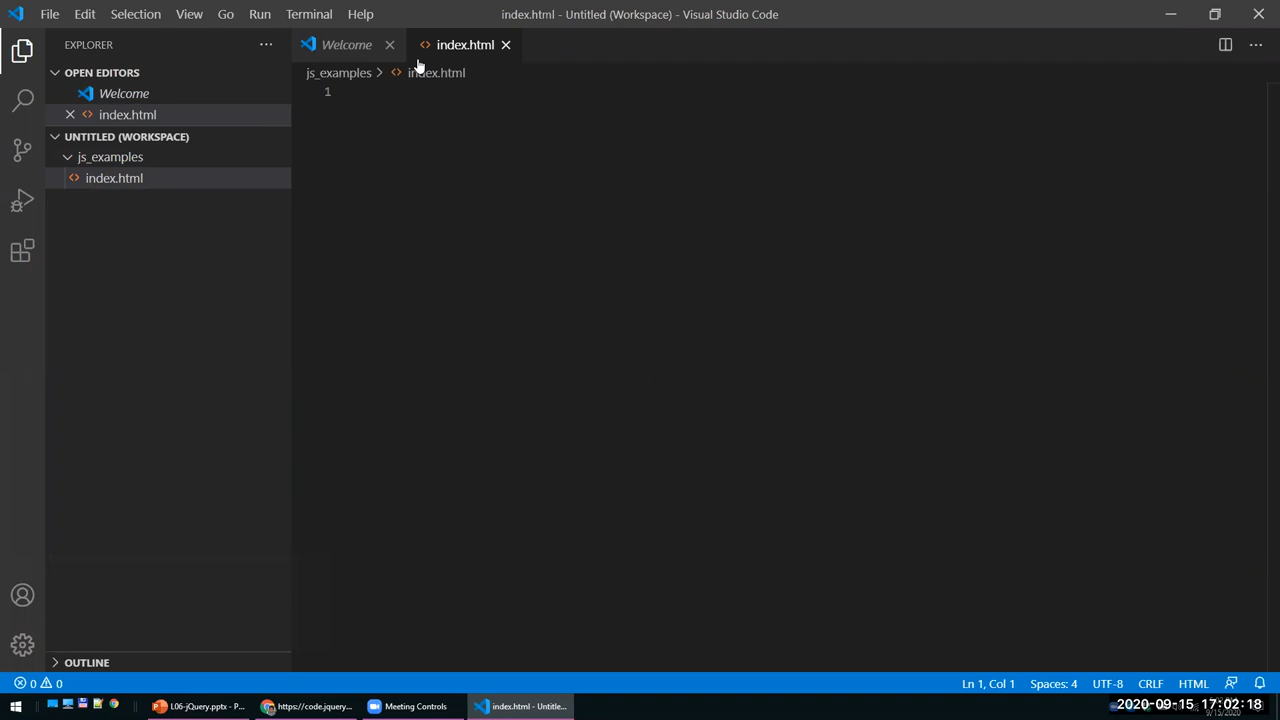 File Edit Selection View Go Run Terminal Help
index.html - Untitled (Workspace) - Visual Studio Code
EXPLORER
Welcome
index.html
OPEN EDITORS
js_examples
index.html
1
Welcome
index.html
UNTITLED (WORKSPACE)
js_examples
index.html
OUTLINE
0 0
Ln 1, Col 1 Spaces: 4 UTF-8 CRLF HTML
L06-jQuery.pptx - P...
https://code.jquery...
Meeting Controls
index.html - Untitle...
2020-09-15 17:02:18
9/15/2020